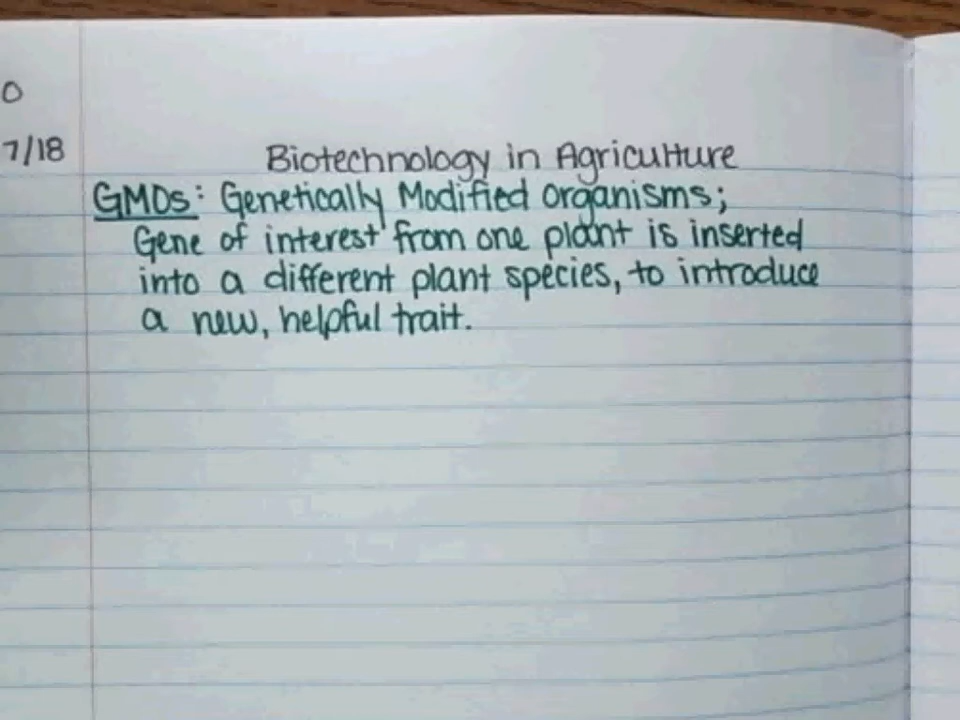 0
7/18
Biotechnology in Agriculture
GMOs: Genetically Modified Organisms;
Gene of interest from one plant is inserted
into a different plant species, to introduce
a new, helpful trait.